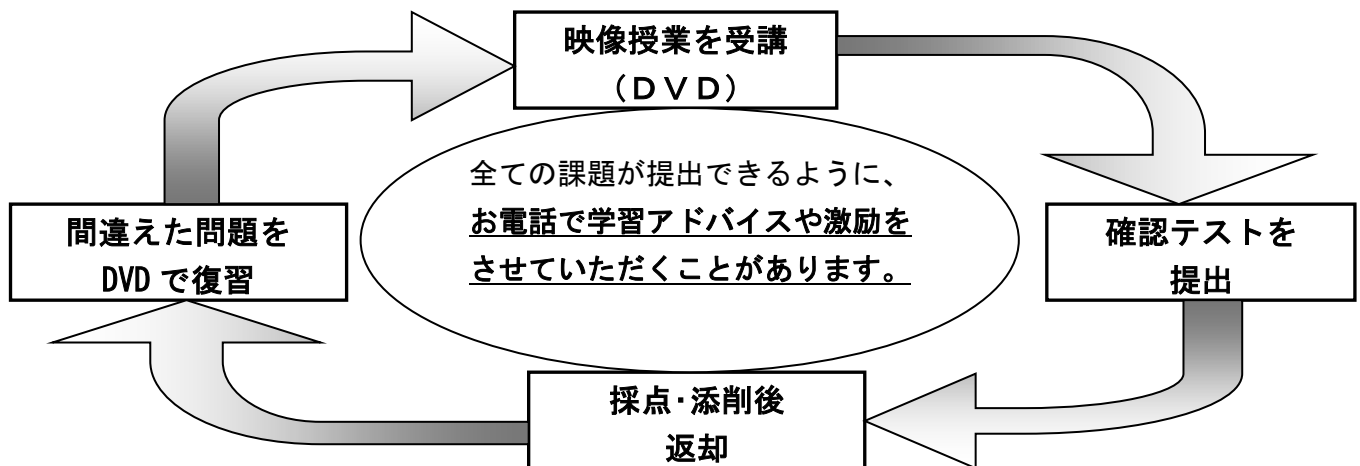 映像授業を受講
（ＤＶＤ）
全ての課題が提出できるように、
お電話で学習アドバイスや激励を
させていただくことがあります。
間違えた問題を
DVDで復習
確認テストを
提出
採点･添削後
返却